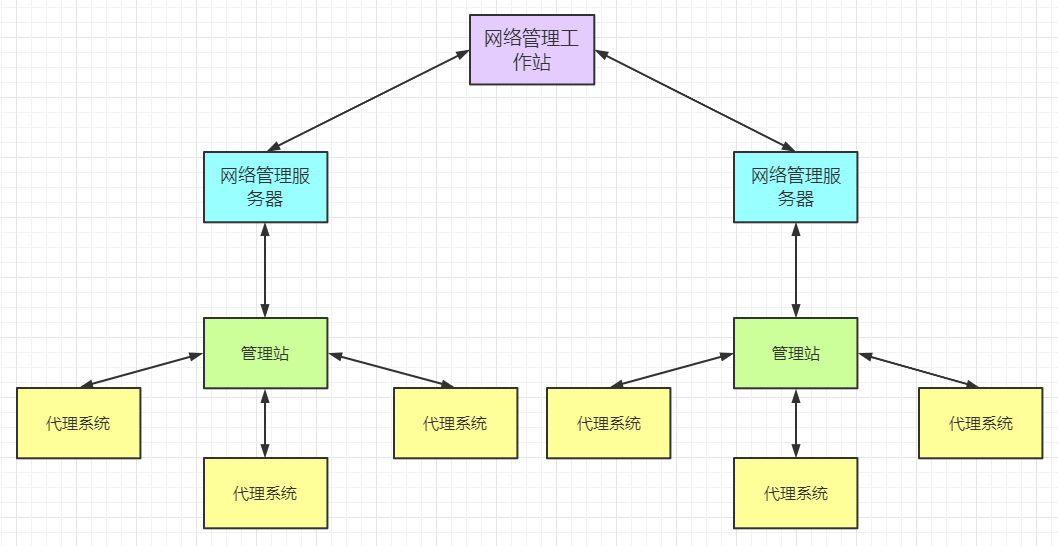 网络管理工
作站
网络管理服
务器
网络管理服
务器
管理站
管理站
代理系统
代理系统
代理系统
代理系统
代理系统
代理系统